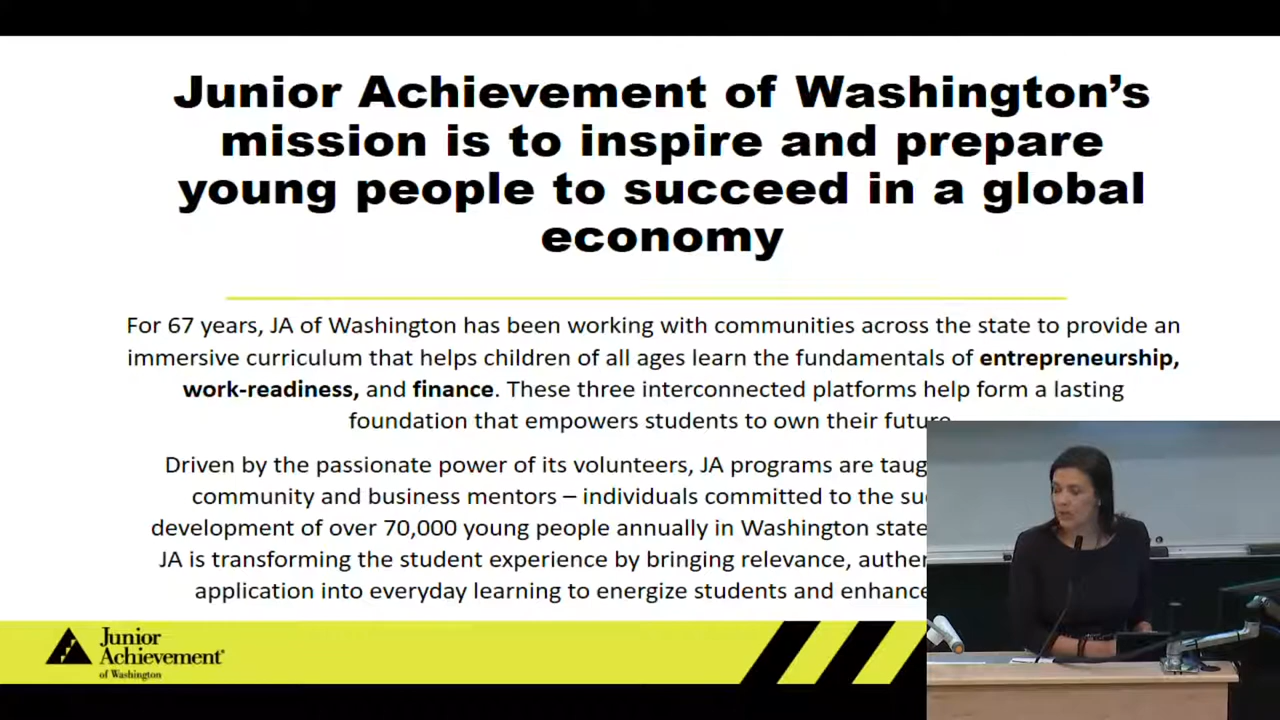 Junior Achievement of Washington’s
mission is to inspire and prepare
young people to succeed in a global
economy
For 67 years, JA of Washington has been working with communities across the state to provide an
immersive curriculum that helps children of all ages learn the fundamentals of entrepreneurship,
work-readiness, and finance. These three interconnected platforms help form a lasting
foundation that empowers students to own their future
Driven by the passionate power of its volunteers, JA programs are
community and business mentors – individuals committed to the
development of over 70,000 young people annually in Washington state
JA is transforming the student experience by bringing relevance,
application into everyday learning to energize students and enhance
Junior
Achievement®
of Washington